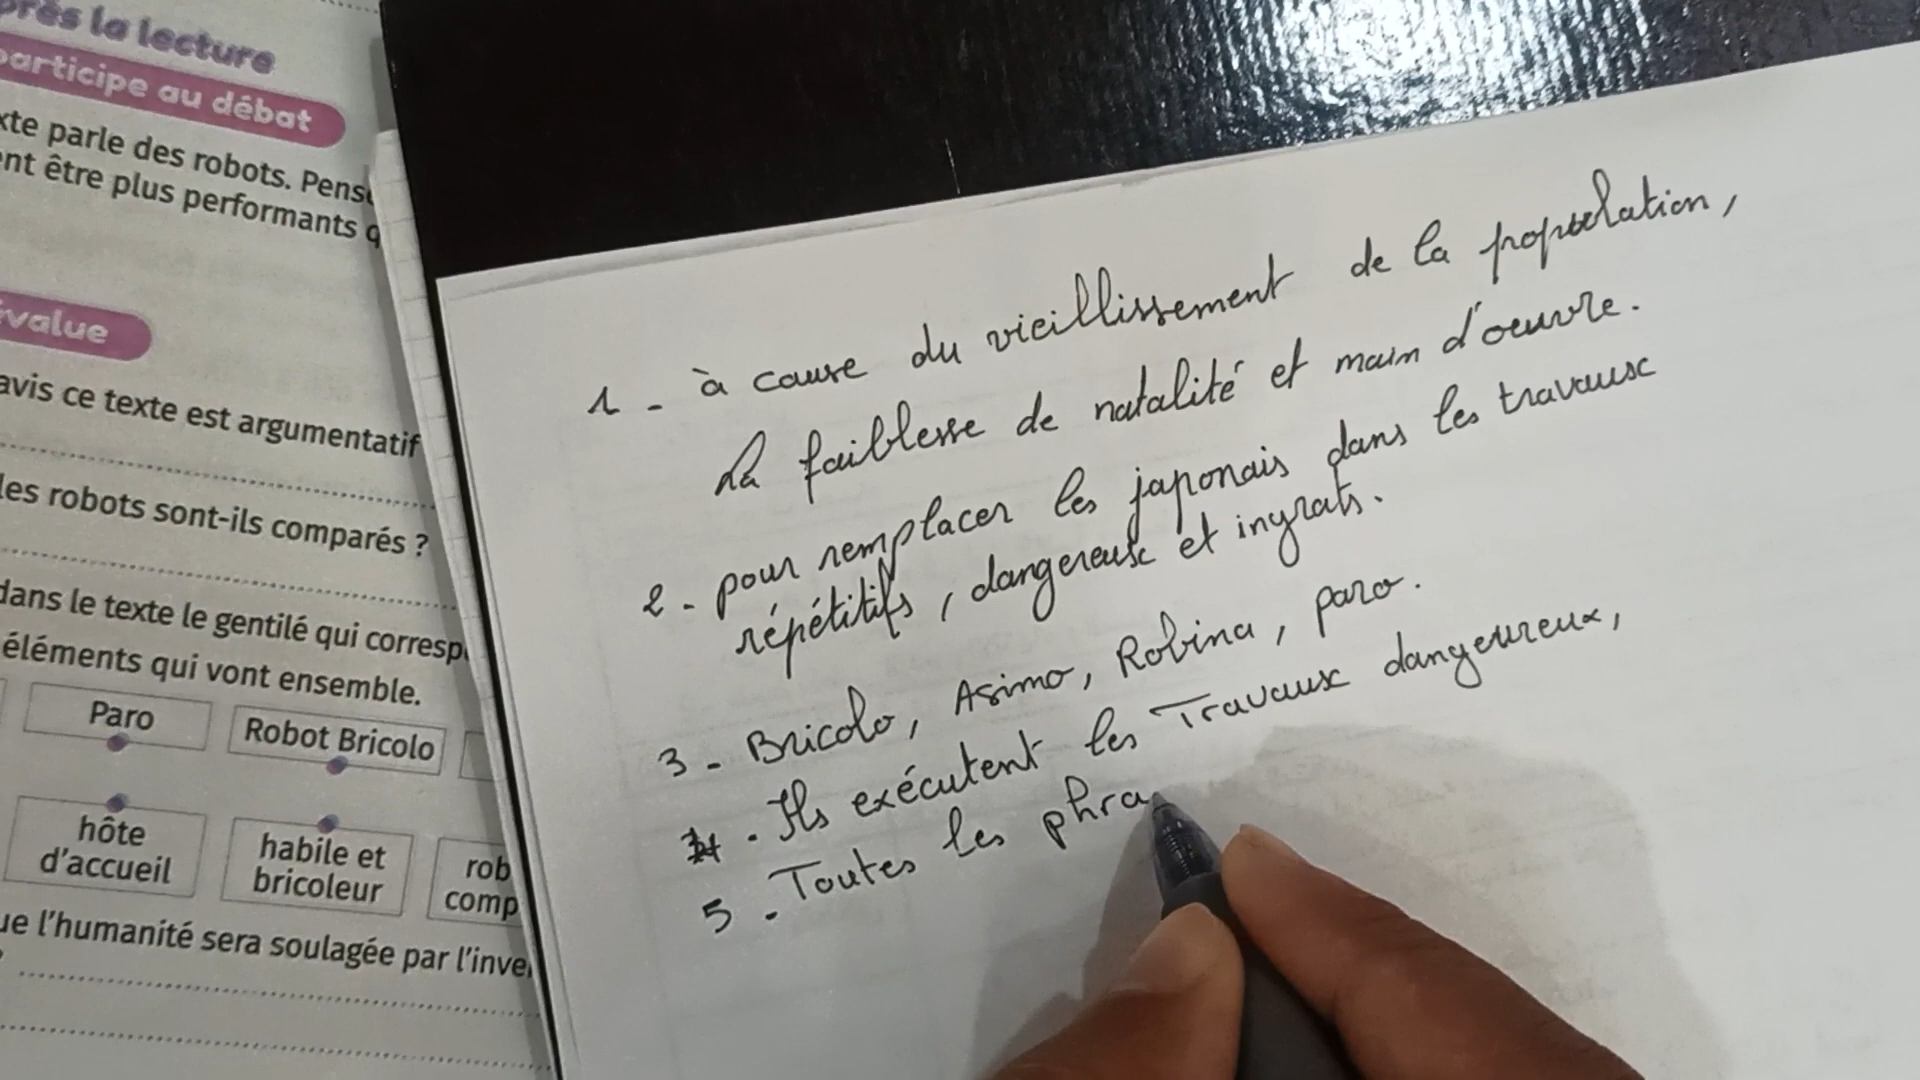 près la lecture
participe au débat
xte parle des robots. Pens
ent être plus performants q
évalue
avis ce texte est argumentatif
les robots sont-ils comparés ?
dans le texte le gentilé qui corresp
éléments qui vont ensemble.
Paro
Robot Bricolo
hôte
d'accueil
habile et
bricoleur
rob
comp
ue l'humanité sera soulagée par l'inve
1 - à cause du vieillissement de la population,
La faiblesse de natalité et main d'oeuvre.
2 - pour remplacer les japonais dans les travaux
répétitifs, dangereux et ingrats.
3 - Bricolo, Asimo, Robina, paro.
4 - Ils exécutent les Travaux dangeureux,
5 - Toutes les phra